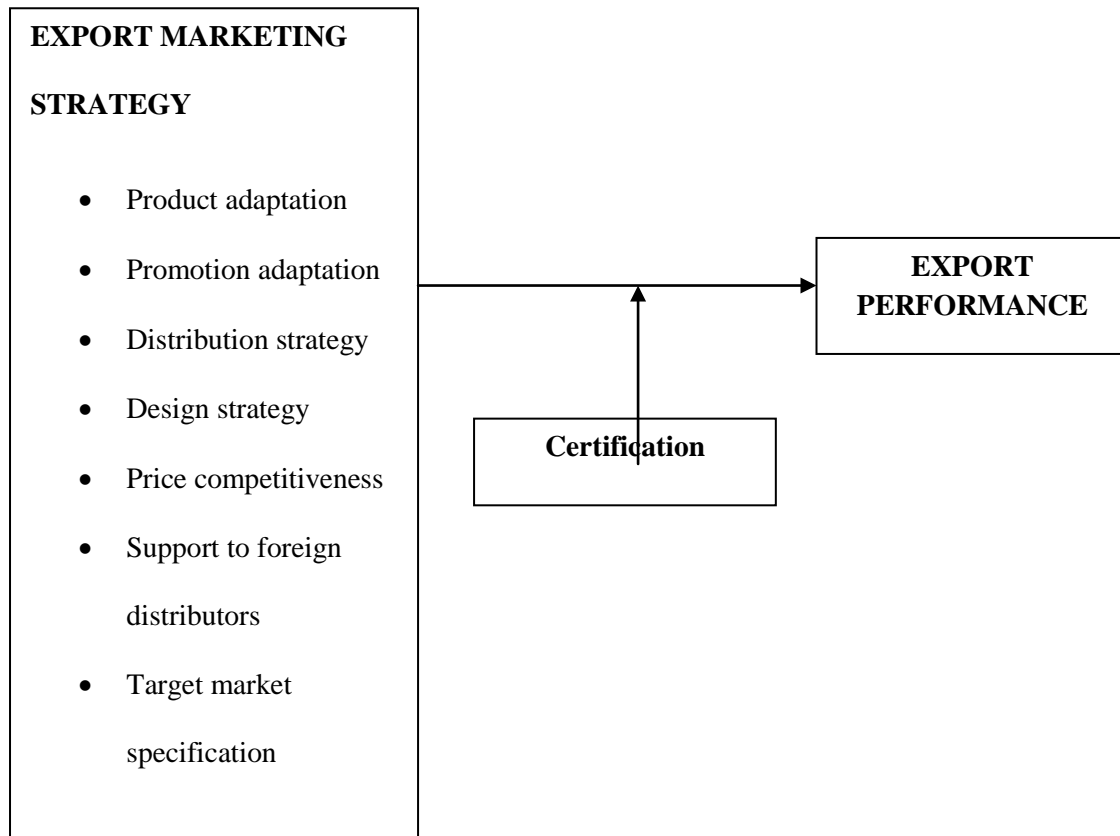 EXPORT MARKETING
STRATEGY
• Product adaptation
• Promotion adaptation
• Distribution strategy
• Design strategy
• Price competitiveness
• Support to foreign
distributors
• Target market
specification
EXPORT
PERFORMANCE
Certification